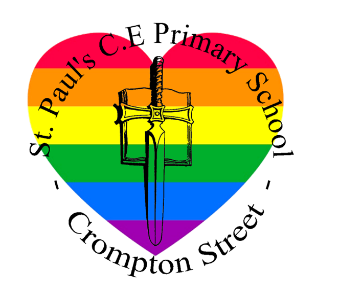 St. Paul's C.E Primary School
- Crompton Street -